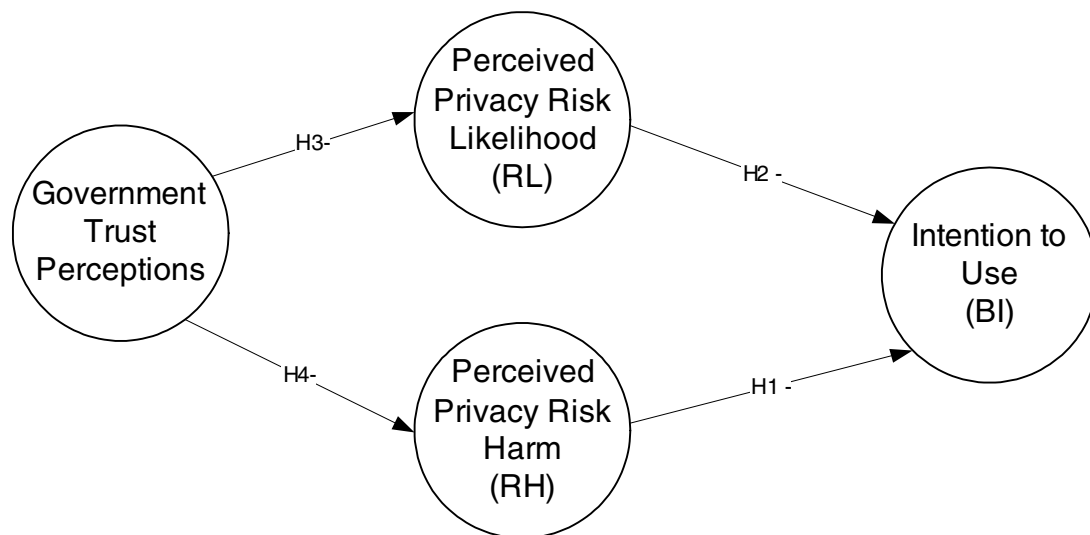 Government
Trust
Perceptions
H3-
H4-
Perceived
Privacy Risk
Likelihood
(RL)
Perceived
Privacy Risk
Harm
(RH)
H2 -
H1 -
Intention to
Use
(BI)